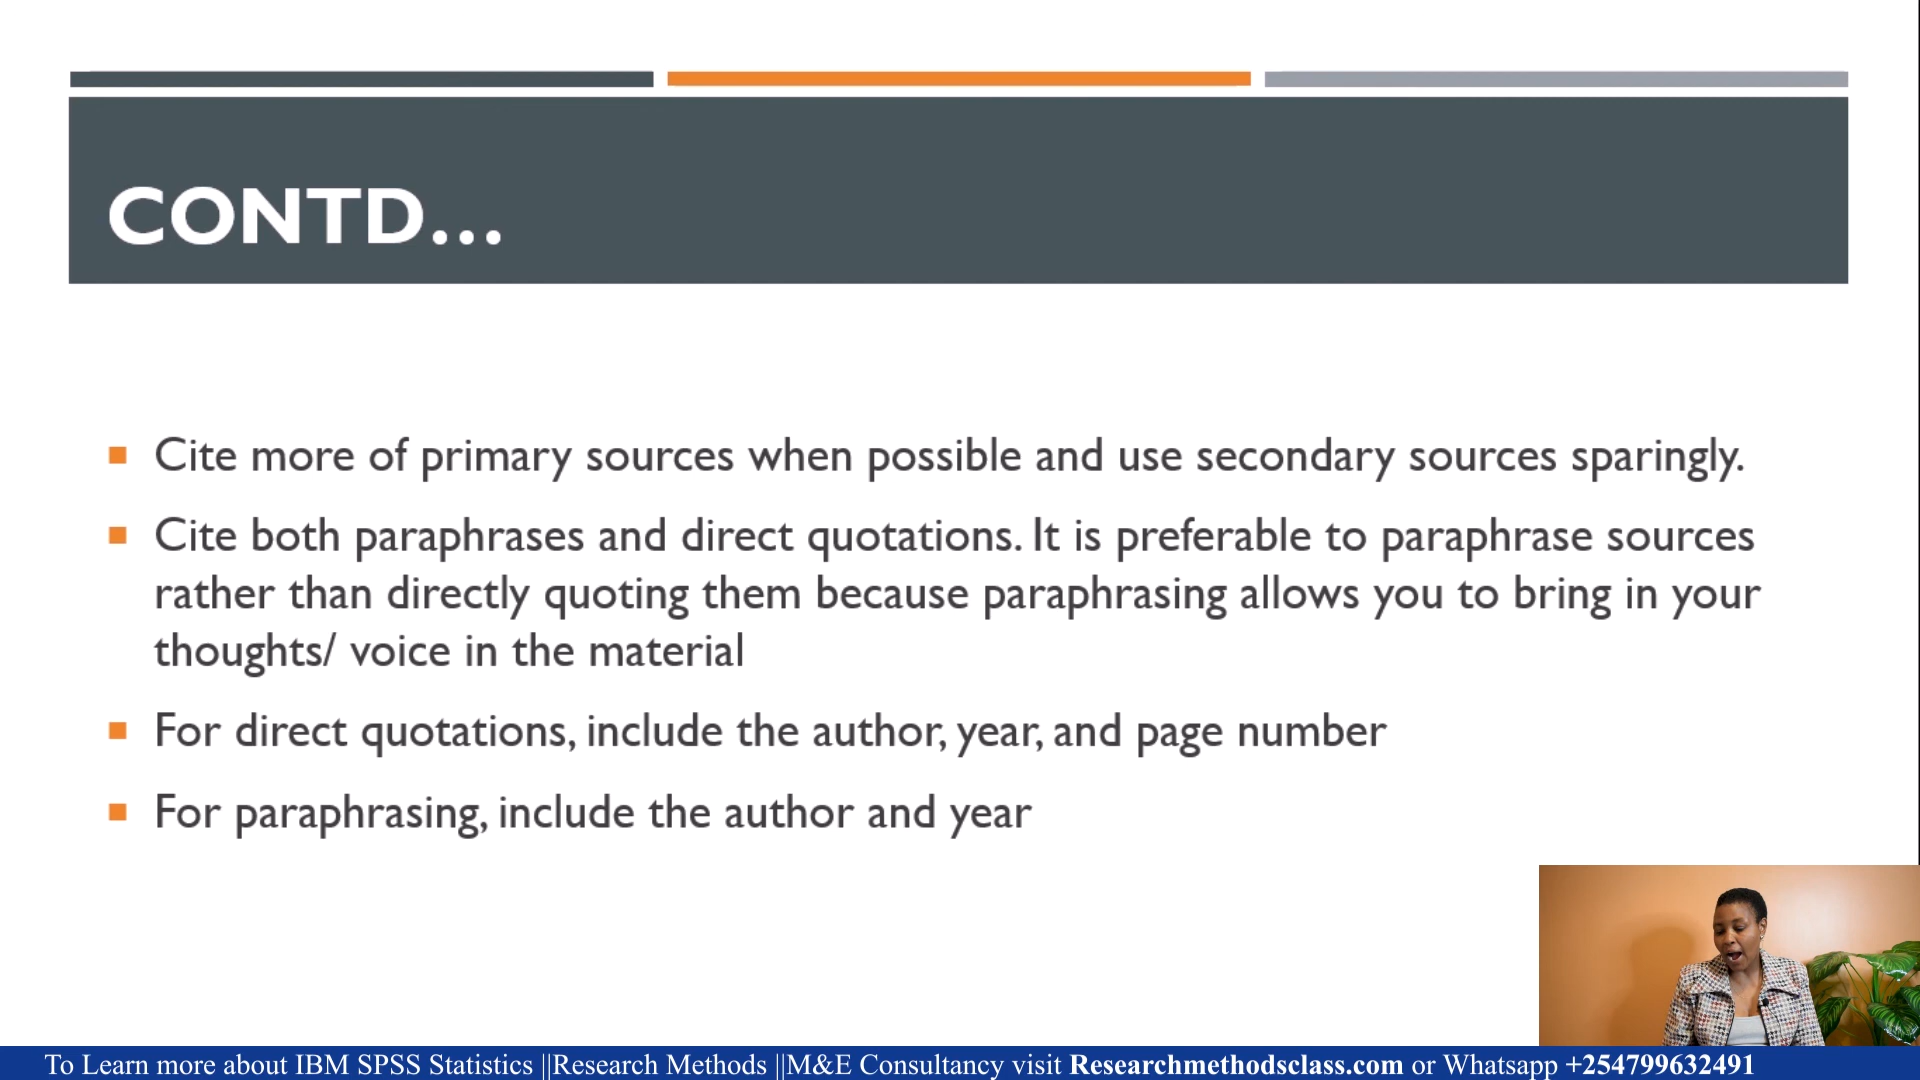 CONTD...
Cite more of primary sources when possible and use secondary sources sparingly.
Cite both paraphrases and direct quotations. It is preferable to paraphrase sources
rather than directly quoting them because paraphrasing allows you to bring in your
thoughts/ voice in the material
For direct quotations, include the author, year, and page number
For paraphrasing, include the author and year
To Learn more about IBM SPSS Statistics ||Research Methods ||M&E Consultancy visit Researchmethodsclass.com or Whatsapp +254799632491